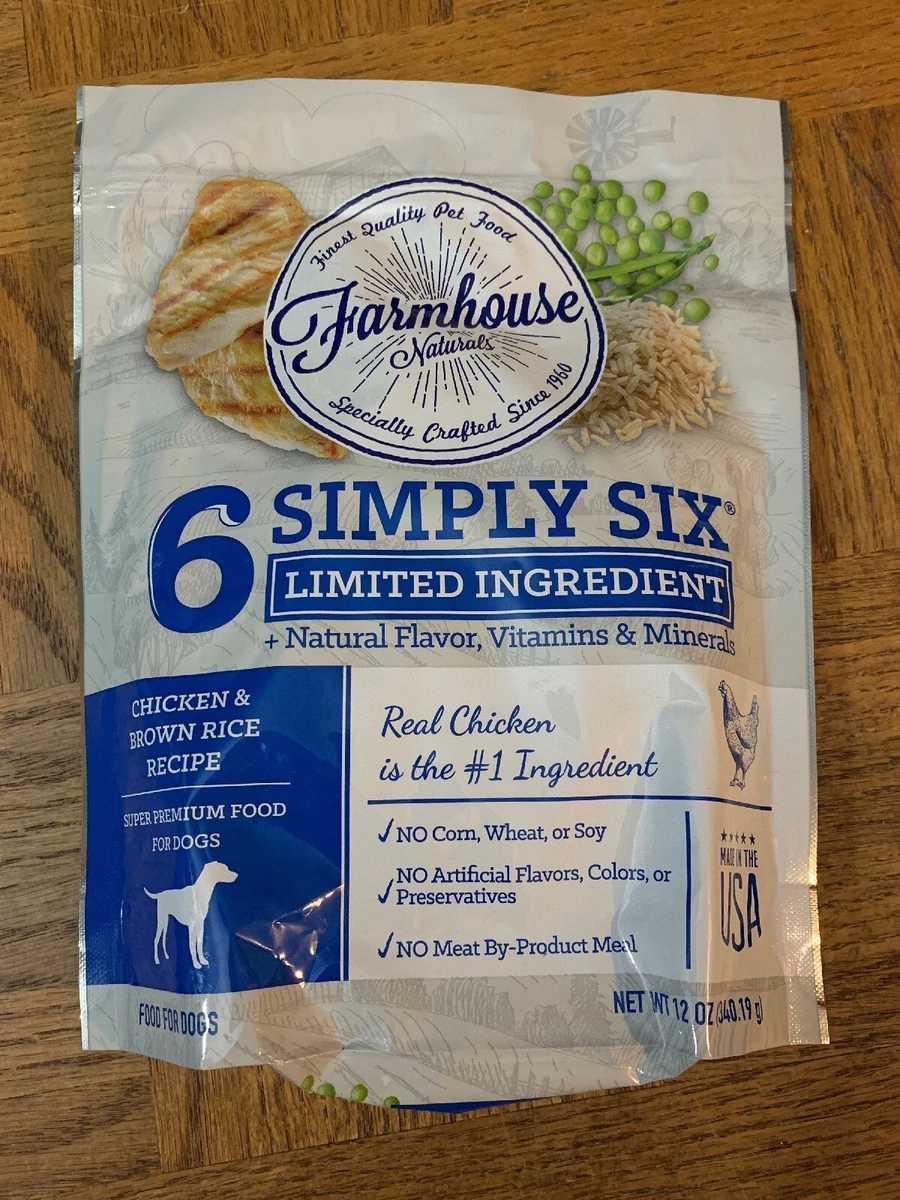 Finest Quality Pet Food
Farmhouse
Naturals
Specially Crafted Since 1960
6 SIMPLY SIX®
LIMITED INGREDIENT
+ Natural Flavor, Vitamins & Minerals
CHICKEN &
BROWN RICE
RECIPE
SUPER PREMIUM FOOD
FOR DOGS
Real Chicken
is the #1 Ingredient
✓NO Corn, Wheat, or Soy
✓NO Artificial Flavors, Colors, or
Preservatives
✓NO Meat By-Product Meal
MADE IN THE
USA
FOOD FOR DOGS
NET WT 12 OZ (340.19 g)